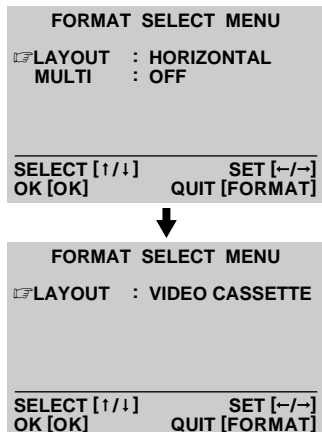 FORMAT SELECT MENU
☞LAYOUT : HORIZONTAL
MULTI : OFF
SELECT [↑/↓] SET [←/→]
OK [OK] QUIT [FORMAT]
FORMAT SELECT MENU
☞LAYOUT : VIDEO CASSETTE
SELECT [↑/↓] SET [←/→]
OK [OK] QUIT [FORMAT]